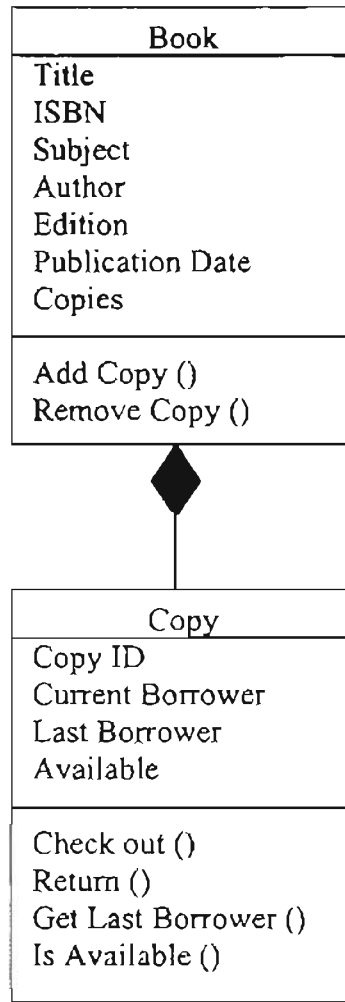 Book
Title
ISBN
Subject
Author
Edition
Publication Date
Copies
Add Copy ()
Remove Copy ()
Copy
Copy ID
Current Borrower
Last Borrower
Available
Check out ()
Return ()
Get Last Borrower ()
Is Available ()